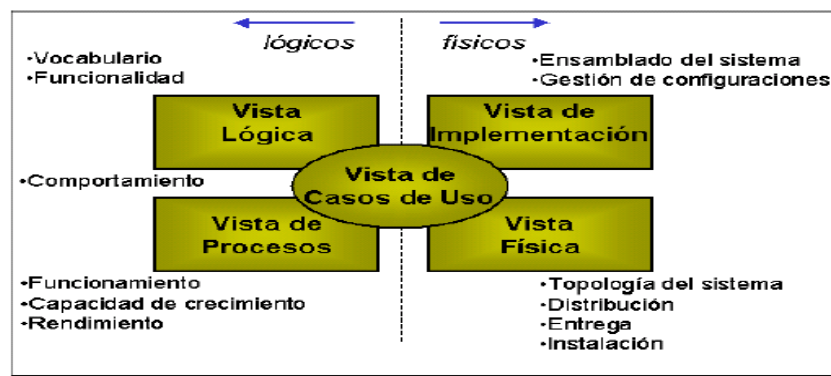 lógicos
físicos
•Vocabulario
•Funcionalidad
•Ensamblado del sistema
•Gestión de configuraciones
Vista
Lógica
Vista de
Implementación
•Comportamiento
Vista de
Casos de Uso
Vista de
Procesos
Vista
Física
•Funcionamiento
•Capacidad de crecimiento
•Rendimiento
•Topología del sistema
•Distribución
•Entrega
•Instalación